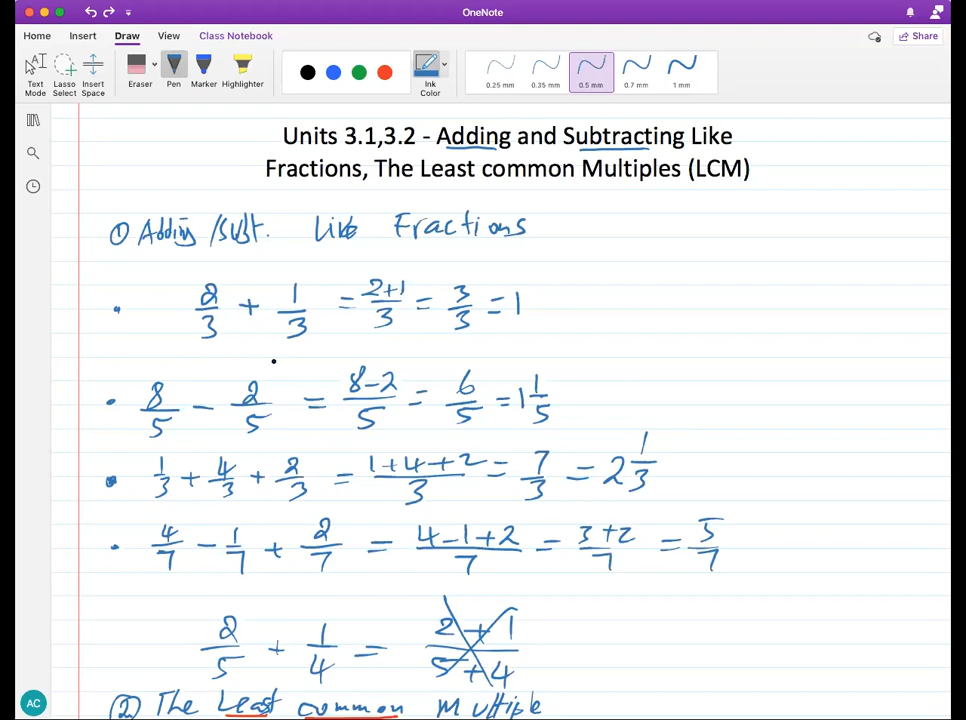 OneNote
Home Insert Draw View Class Notebook
Share
Text Mode
Lasso Select
Insert Space
Eraser
Pen
Marker
Highlighter
Ink Color
0.25 mm
0.35 mm
0.5 mm
0.7 mm
1 mm
Units 3.1,3.2 - Adding and Subtracting Like
Fractions, The Least common Multiples (LCM)
① Adding /Subt. Like Fractions
• 2/3 + 1/3 = 2+1/3 = 3/3 = 1
• 8/5 − 2/5 = 8−2/5 = 6/5 = 1 1/5
• 1/3 + 4/3 + 2/3 = 1+4+2/3 = 7/3 = 2 1/3
• 4/7 − 1/7 + 2/7 = 4−1+2/7 = 3+2/7 = 5/7
2/5 + 1/4 = 2+1/5+4
② The Least common Multiple
AC